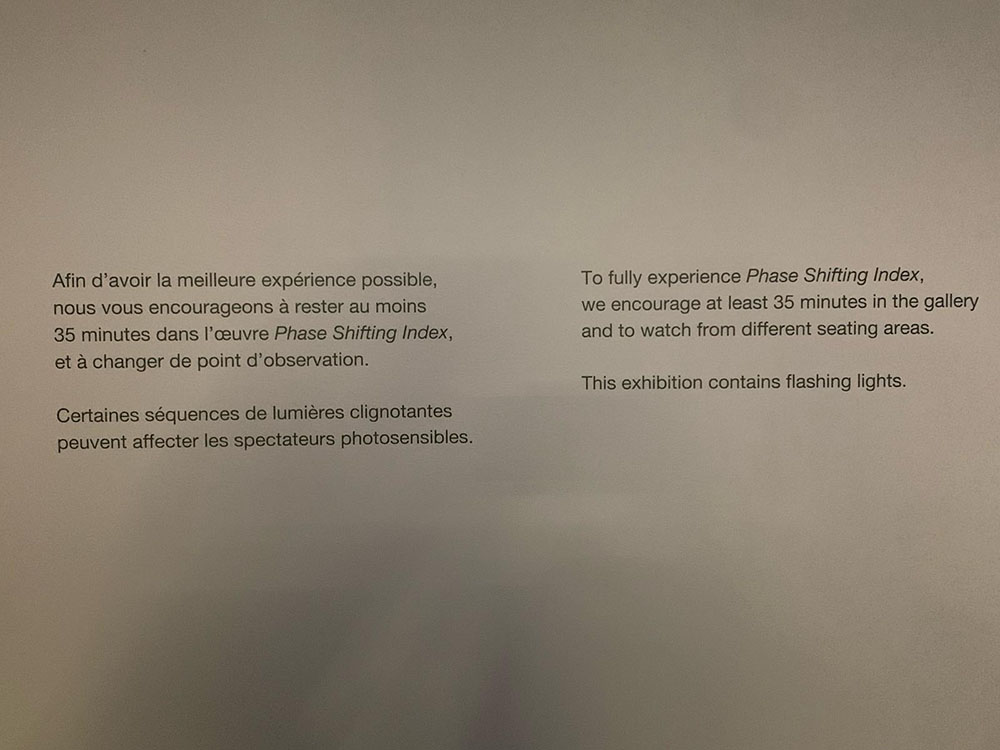 Afin d’avoir la meilleure expérience possible,
nous vous encourageons à rester au moins
35 minutes dans l’œuvre Phase Shifting Index,
et à changer de point d’observation.
Certaines séquences de lumières clignotantes
peuvent affecter les spectateurs photosensibles.
To fully experience Phase Shifting Index,
we encourage at least 35 minutes in the gallery
and to watch from different seating areas.
This exhibition contains flashing lights.